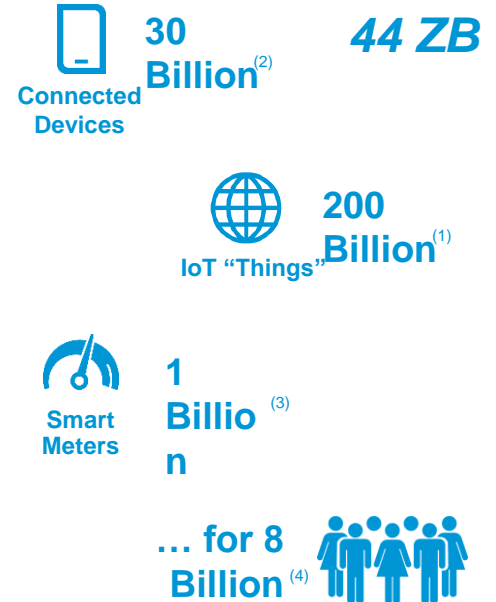 30
Billion(2)
44 ZB
Connected
Devices
200
Billion(1)
IoT “Things”
1
Billio
n
(3)
Smart
Meters
… for 8
Billion (4)